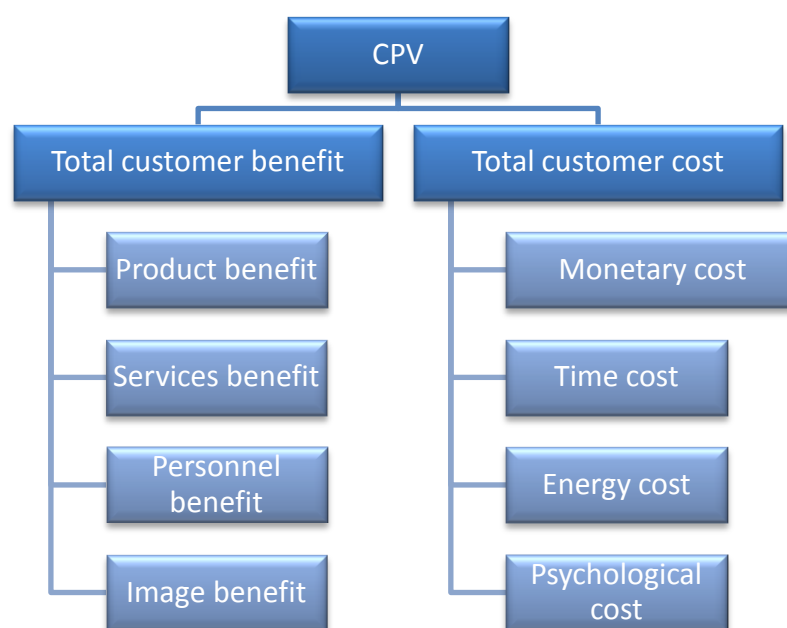 CPV
Total customer benefit
Total customer cost
Product benefit
Monetary cost
Services benefit
Time cost
Personnel
benefit
Energy cost
Image benefit
Psychological
cost